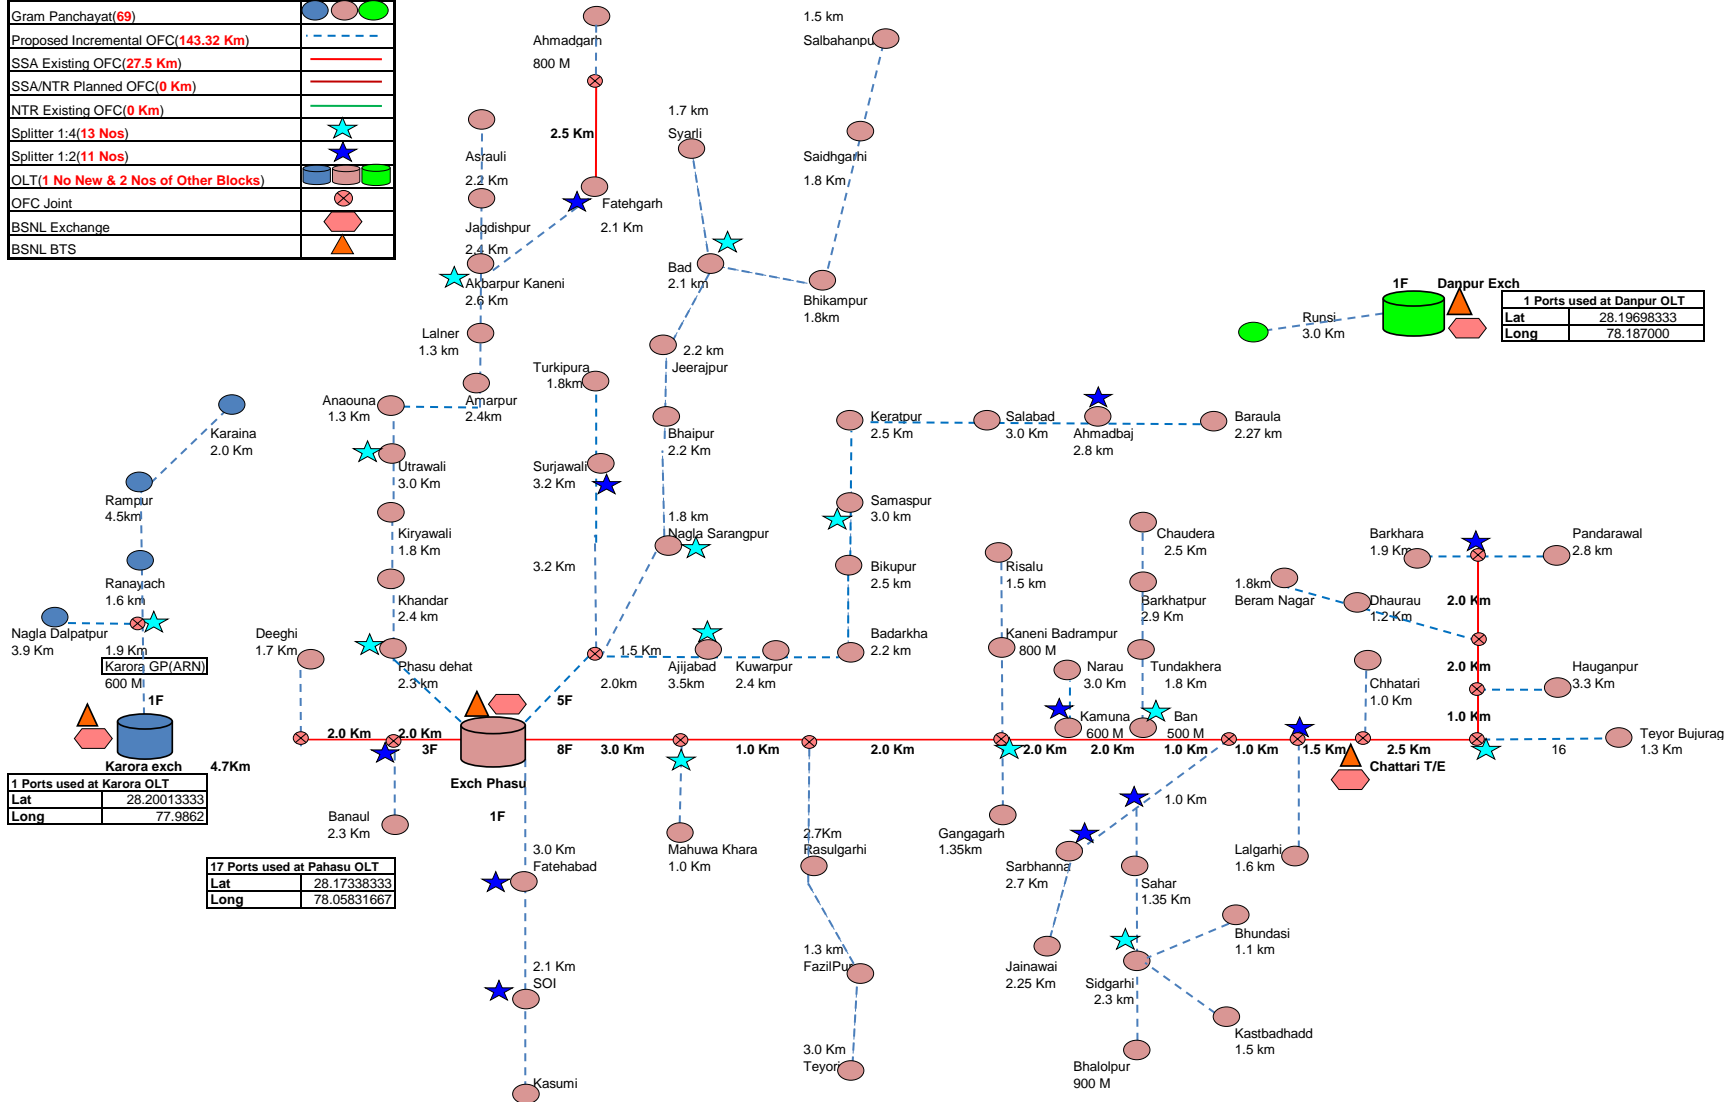 Gram Panchayat(69)
Proposed Incremental OFC(143.32 Km)
SSA Existing OFC(27.5 Km)
SSA/NTR Planned OFC(0 Km)
NTR Existing OFC(0 Km)
Splitter 1:4(13 Nos)
Splitter 1:2(11 Nos)
OLT(1 No New & 2 Nos of Other Blocks)
OFC Joint
BSNL Exchange
BSNL BTS
Ahmadgarh
800 M
2.5 Km
Fatehgarh
2.1 Km
Asrauli
2.2 Km
Jagdishpur
2.4 Km
Akbarpur Kaneni
2.6 Km
Lalner
1.3 km
Amarpur
2.4km
Anaouna
1.3 Km
Utrawali
3.0 Km
Kiryawali
1.8 Km
Khandar
2.4 km
Phasu dehat
2.3 km
1.5 km
Salbahanpur
Saidhgarhi
1.8 Km
1.7 km
Syarli
Bad
2.1 km
Bhikampur
1.8km
2.2 km
Jeerajpur
Bhaipur
2.2 Km
1.8 km
Nagla Sarangpur
Turkipura
1.8km
Surjawali
3.2 Km
3.2 Km
1F
Danpur Exch
Runsi
3.0 Km
1 Ports used at Danpur OLT
Lat 28.19698333
Long 78.187000
Karaina
2.0 Km
Rampur
4.5km
Ranayach
1.6 km
Nagla Dalpatpur
3.9 Km
1.9 Km
Karora GP(ARN)
600 M
1F
Karora exch
4.7Km
1 Ports used at Karora OLT
Lat 28.20013333
Long 77.9862
Deeghi
1.7 Km
2.0 Km
2.0 Km
3F
Banaul
2.3 Km
17 Ports used at Pahasu OLT
Lat 28.17338333
Long 78.05831667
Exch Phasu
5F
8F
1F
1.5 Km
2.0km
Ajijabad
3.5km
Kuwarpur
2.4 km
Badarkha
2.2 km
Bikupur
2.5 km
Samaspur
3.0 km
Keratpur
2.5 Km
Salabad
3.0 Km
Ahmadbaj
2.8 km
Baraula
2.27 km
3.0 Km
1.0 Km
2.0 Km
2.0 Km
2.0 Km
1.0 Km
1.0 Km
1.5 Km
2.5 Km
Risalu
1.5 km
Kaneni Badrampur
800 M
Gangagarh
1.35km
Narau
3.0 Km
Kamuna
600 M
Chaudera
2.5 Km
Barkhatpur
2.9 Km
Tundakhera
1.8 Km
Ban
500 M
Barkhara
1.9 Km
Pandarawal
2.8 km
1.8km
Beram Nagar
Dhaurau
1.2 Km
2.0 Km
2.0 Km
1.0 Km
Hauganpur
3.3 Km
Chhatari
1.0 Km
Chattari T/E
16
Teyor Bujurag
1.3 Km
3.0 Km
Fatehabad
2.1 Km
SOI
Kasumi
Mahuwa Khara
1.0 Km
2.7Km
Rasulgarhi
1.3 km
FazilPur
3.0 Km
Teyori
1.0 Km
Sarbhanna
2.7 Km
Jainawai
2.25 Km
Sahar
1.35 Km
Sidgarhi
2.3 km
Bhundasi
1.1 km
Kastbadhadd
1.5 km
Bhalolpur
900 M
Lalgarhi
1.6 km